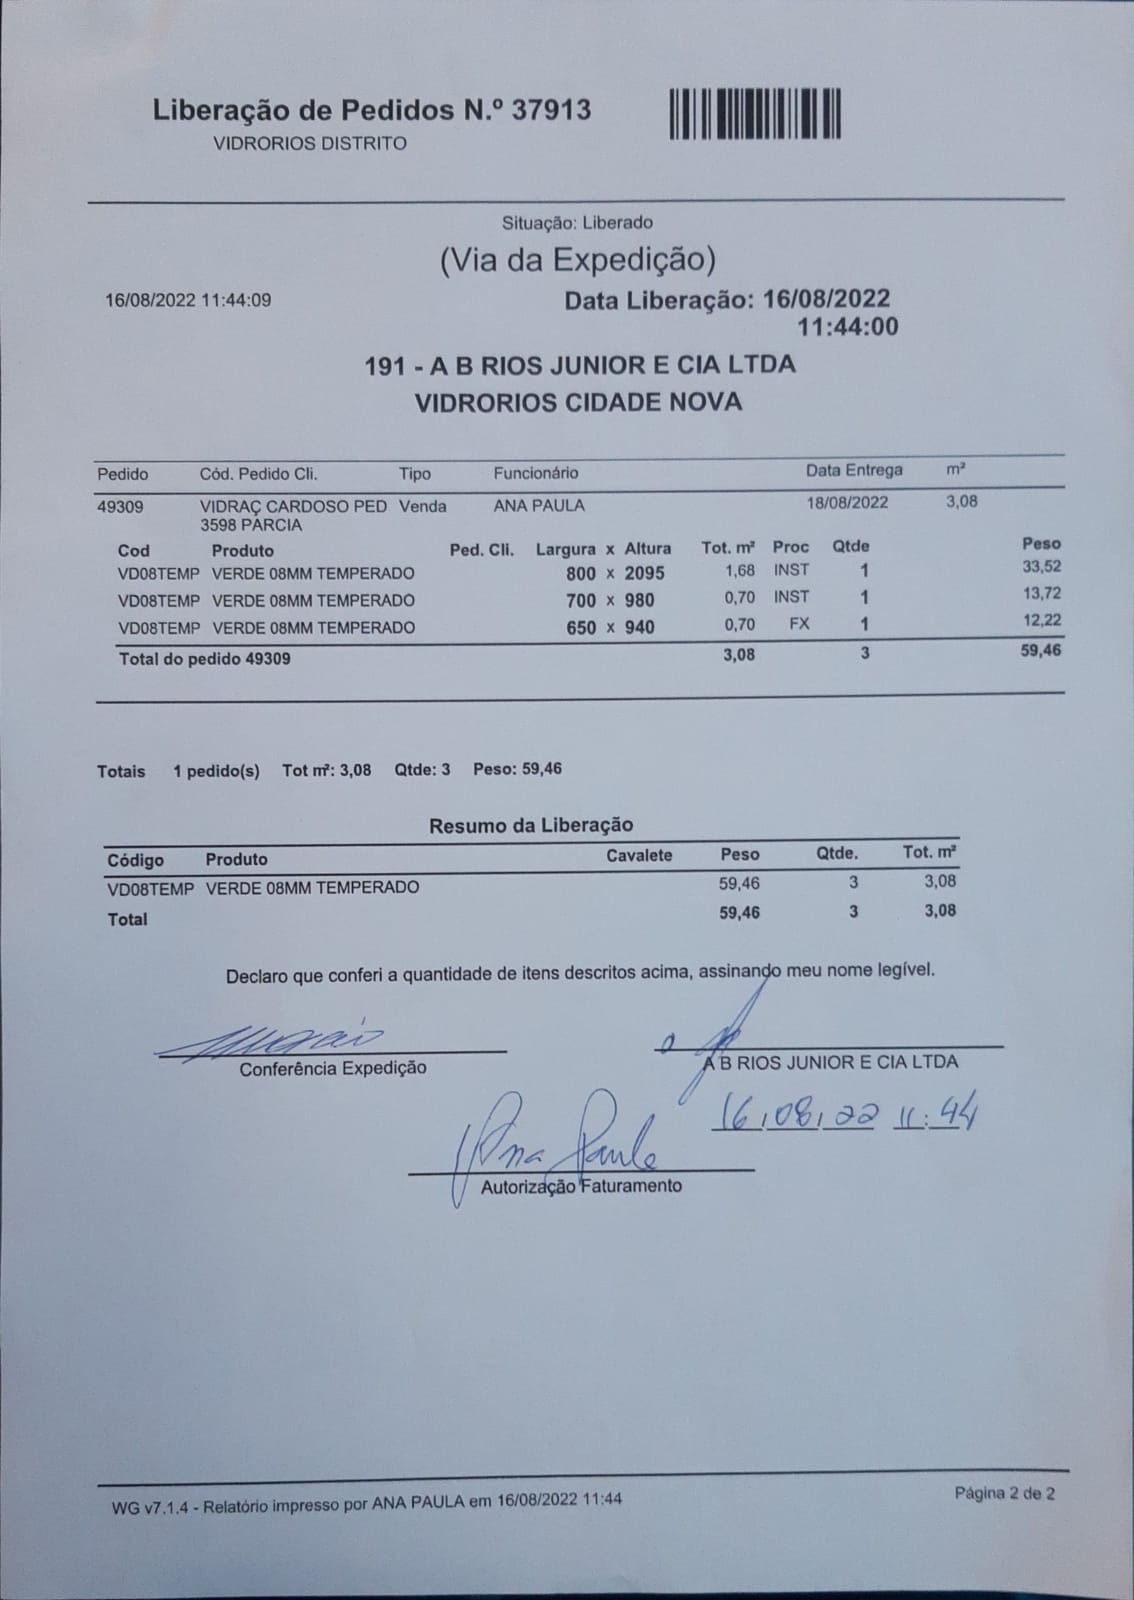 Liberação de Pedidos N.º 37913
VIDRORIOS DISTRITO
Situação: Liberado
(Via da Expedição)
16/08/2022 11:44:09
Data Liberação: 16/08/2022
11:44:00
191 - A B RIOS JUNIOR E CIA LTDA
VIDRORIOS CIDADE NOVA
Pedido Cód. Pedido Cli. Tipo Funcionário Data Entrega m²
49309 VIDRAÇ CARDOSO PED Venda ANA PAULA 18/08/2022 3,08
3598 PARCIA
Cod Produto Ped. Cli. Largura x Altura Tot. m² Proc Qtde Peso
VD08TEMP VERDE 08MM TEMPERADO 800 x 2095 1,68 INST 1 33,52
VD08TEMP VERDE 08MM TEMPERADO 700 x 980 0,70 INST 1 13,72
VD08TEMP VERDE 08MM TEMPERADO 650 x 940 0,70 FX 1 12,22
Total do pedido 49309 3,08 3 59,46
Totais 1 pedido(s) Tot m²: 3,08 Qtde: 3 Peso: 59,46
Resumo da Liberação
Código Produto Cavalete Peso Qtde. Tot. m²
VD08TEMP VERDE 08MM TEMPERADO 59,46 3 3,08
Total 59,46 3 3,08
Declaro que conferi a quantidade de itens descritos acima, assinando meu nome legível.
Conferência Expedição
A B RIOS JUNIOR E CIA LTDA
16/08/22 11:44
Ana Paula
Autorização Faturamento
WG v7.1.4 - Relatório impresso por ANA PAULA em 16/08/2022 11:44
Página 2 de 2